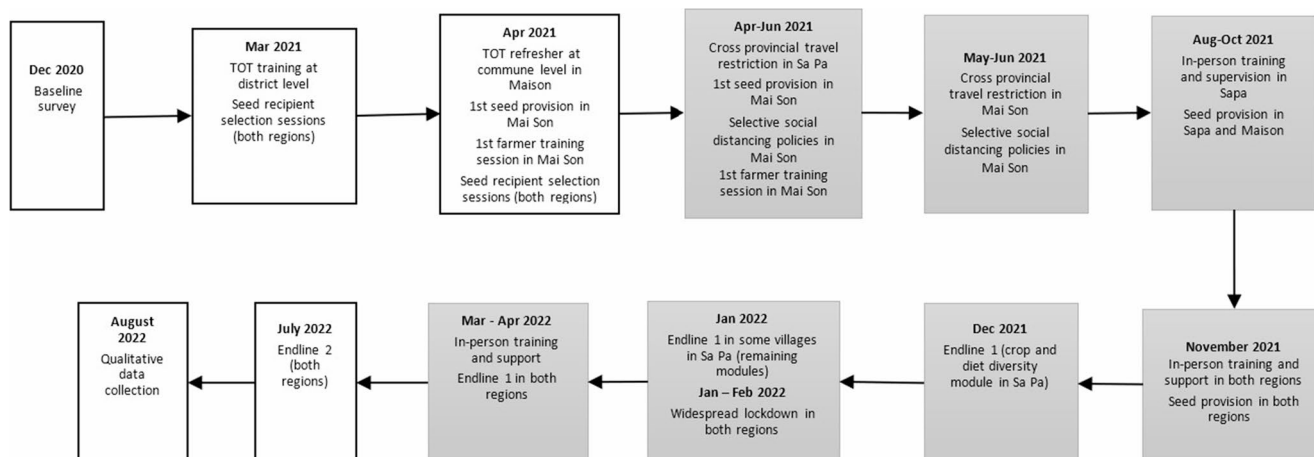 Dec 2020
Baseline
survey
Mar 2021
TOT training at
district level
Seed recipient
selection sessions
(both regions)
Apr 2021
TOT refresher at
commune level in
Maison
1st seed provision in
Mai Son
1st farmer training
session in Mai Son
Seed recipient selection
sessions (both regions)
Apr-Jun 2021
Cross provincial travel
restriction in Sa Pa
1st seed provision in
Mai Son
Selective social
distancing policies in
Mai Son
1st farmer training
session in Mai Son
May-Jun 2021
Cross provincial
travel restriction in
Mai Son
Selective social
distancing policies in
Mai Son
Aug-Oct 2021
In-person training
and supervision in
Sapa
Seed provision in
Sapa and Maison
November 2021
In-person training and
support in both regions
Seed provision in both
regions
Dec 2021
Endline 1 (crop and
diet diversity
module in Sa Pa)
Jan 2022
Endline 1 in some villages
in Sa Pa (remaining
modules)
Jan – Feb 2022
Widespread lockdown in
both regions
Mar - Apr 2022
In-person training
and support
Endline 1 in both
regions
July 2022
Endline 2
(both
regions)
August
2022
Qualitative
data
collection